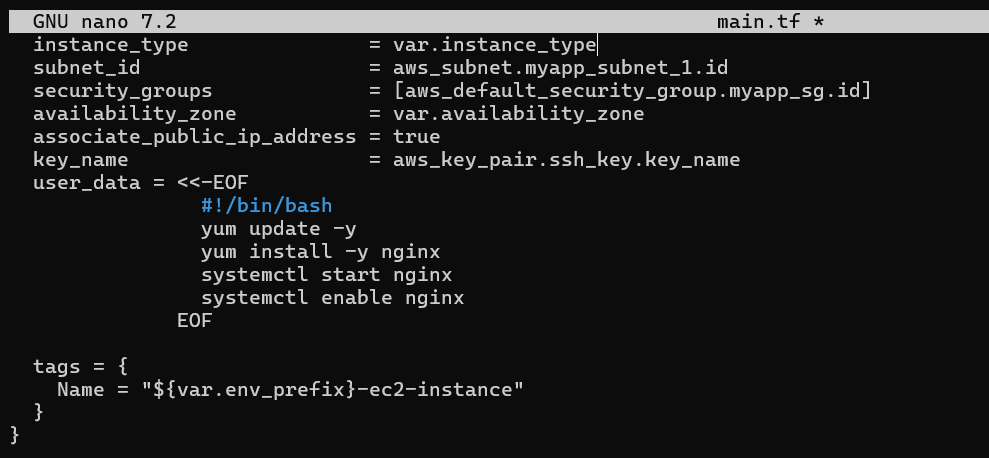 GNU nano 7.2 main.tf *
instance_type = var.instance_type
subnet_id = aws_subnet.myapp_subnet_1.id
security_groups = [aws_default_security_group.myapp_sg.id]
availability_zone = var.availability_zone
associate_public_ip_address = true
key_name = aws_key_pair.ssh_key.key_name
user_data = <<-EOF
#!/bin/bash
yum update -y
yum install -y nginx
systemctl start nginx
systemctl enable nginx
EOF
tags = {
Name = "${var.env_prefix}-ec2-instance"
}
}